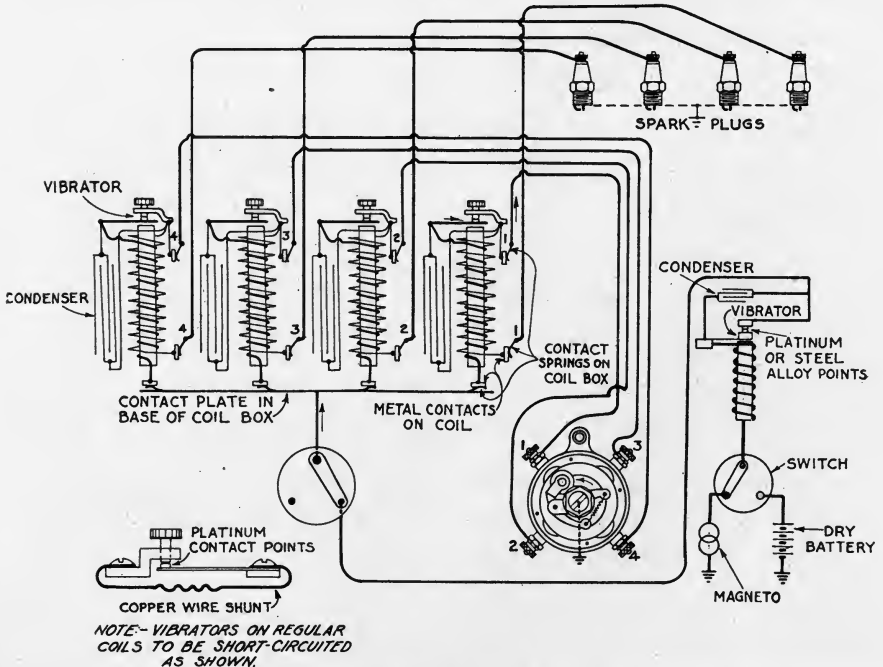 SPARK PLUGS
VIBRATOR
4
3
2
1
CONDENSER
CONDENSER
VIBRATOR
4
3
2
1
PLATINUM
OR STEEL
ALLOY POINTS
CONTACT
SPRINGS ON
COIL BOX
CONTACT PLATE IN
BASE OF COIL BOX
METAL CONTACTS
ON COIL
1
3
2
4
SWITCH
PLATINUM
CONTACT POINTS
DRY
BATTERY
MAGNETO
COPPER WIRE SHUNT
NOTE:- VIBRATORS ON REGULAR
COILS TO BE SHORT-CIRCUITED
AS SHOWN.